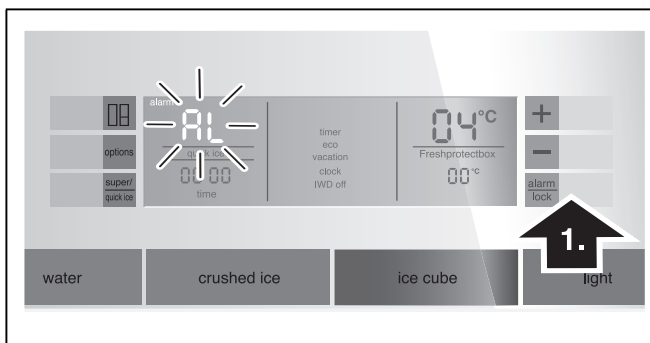 alarm
AL
quick ice
00 00
time
options
super/
quick ice
timer
eco
vacation
clock
IWD off
04°C
Freshprotectbox
00°C
+
−
alarm
lock
1.
water
crushed ice
ice cube
light